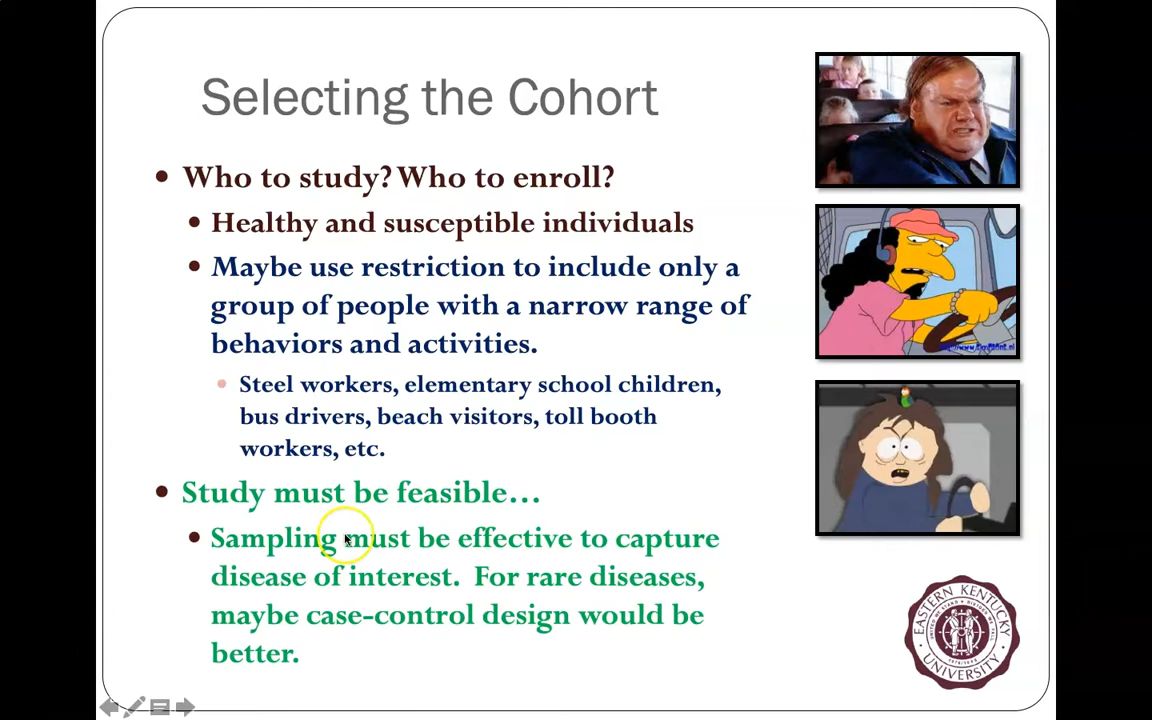 Selecting the Cohort
Who to study? Who to enroll?
Healthy and susceptible individuals
Maybe use restriction to include only a
group of people with a narrow range of
behaviors and activities.
Steel workers, elementary school children,
bus drivers, beach visitors, toll booth
workers, etc.
Study must be feasible…
Sampling must be effective to capture
disease of interest. For rare diseases,
maybe case-control design would be
better.
EASTERN KENTUCKY
UNIVERSITY